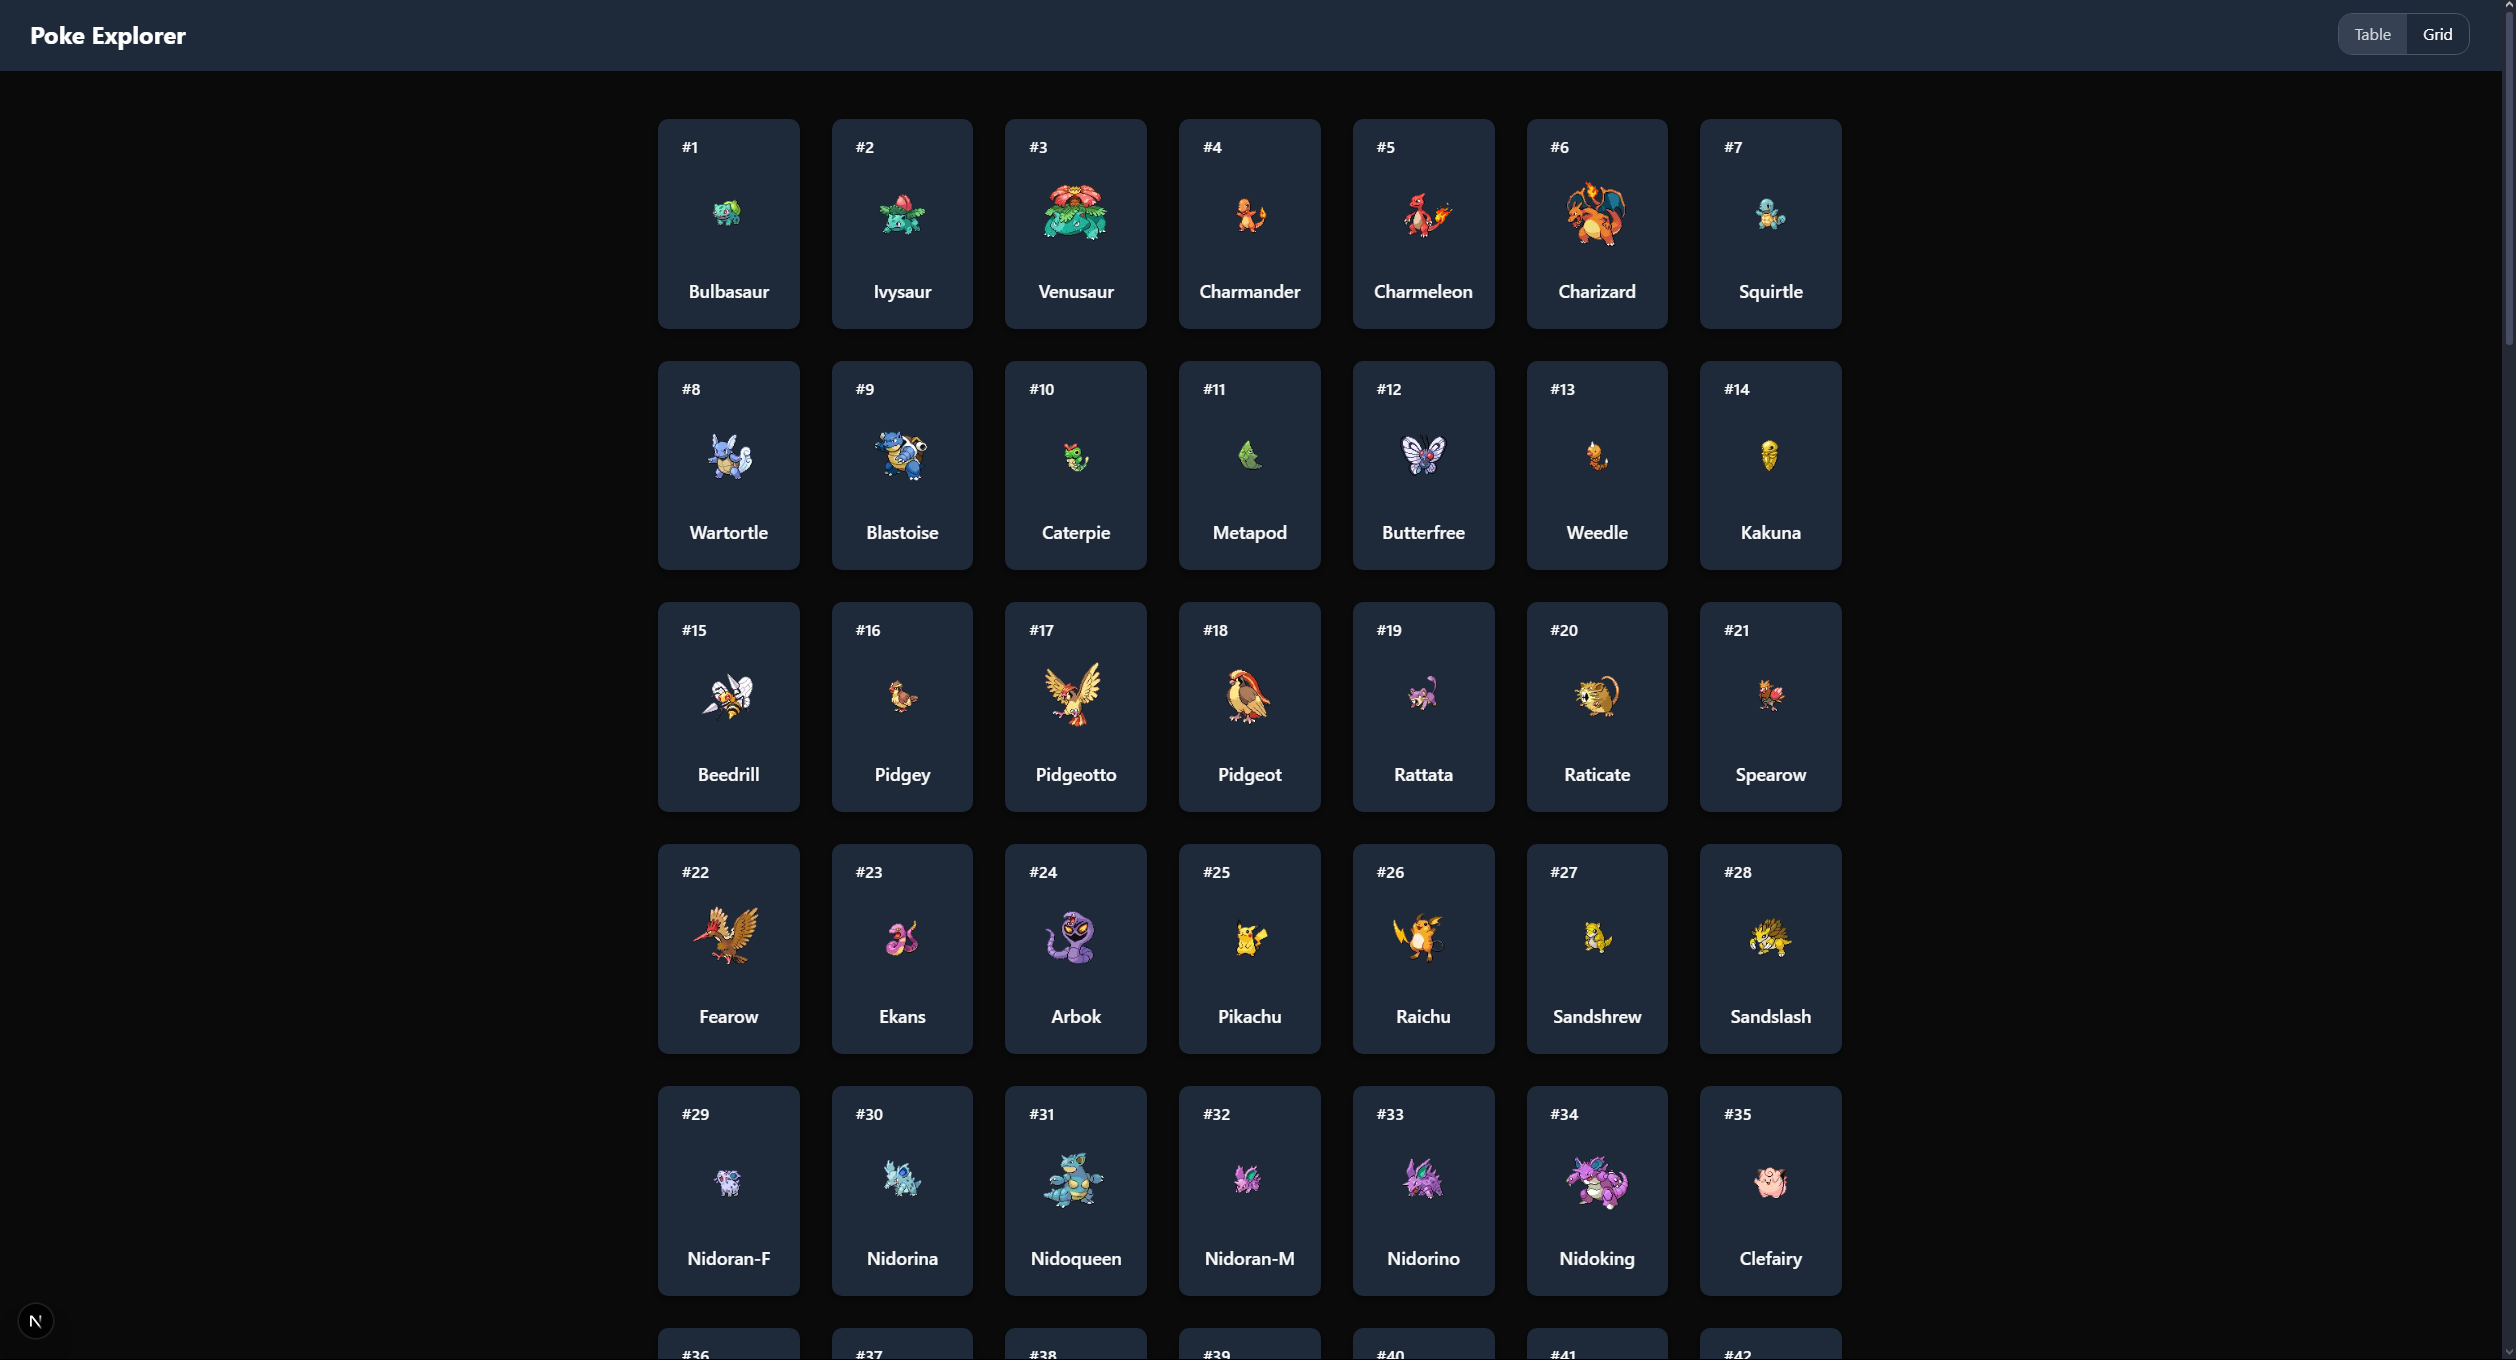 Poke Explorer
Table Grid
#1 #2 #3 #4 #5 #6 #7
Bulbasaur Ivysaur Venusaur Charmander Charmeleon Charizard Squirtle
#8 #9 #10 #11 #12 #13 #14
Wartortle Blastoise Caterpie Metapod Butterfree Weedle Kakuna
#15 #16 #17 #18 #19 #20 #21
Beedrill Pidgey Pidgeotto Pidgeot Rattata Raticate Spearow
#22 #23 #24 #25 #26 #27 #28
Fearow Ekans Arbok Pikachu Raichu Sandshrew Sandslash
#29 #30 #31 #32 #33 #34 #35
Nidoran-F Nidorina Nidoqueen Nidoran-M Nidorino Nidoking Clefairy
#36 #37 #38 #39 #40 #41 #42
N